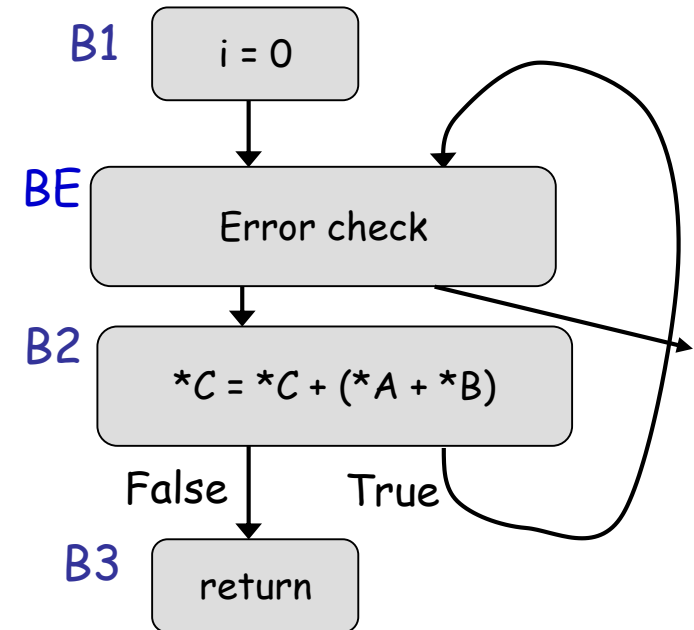 B1
i = 0
BE
Error check
B2
*C = *C + (*A + *B)
False
True
B3
return